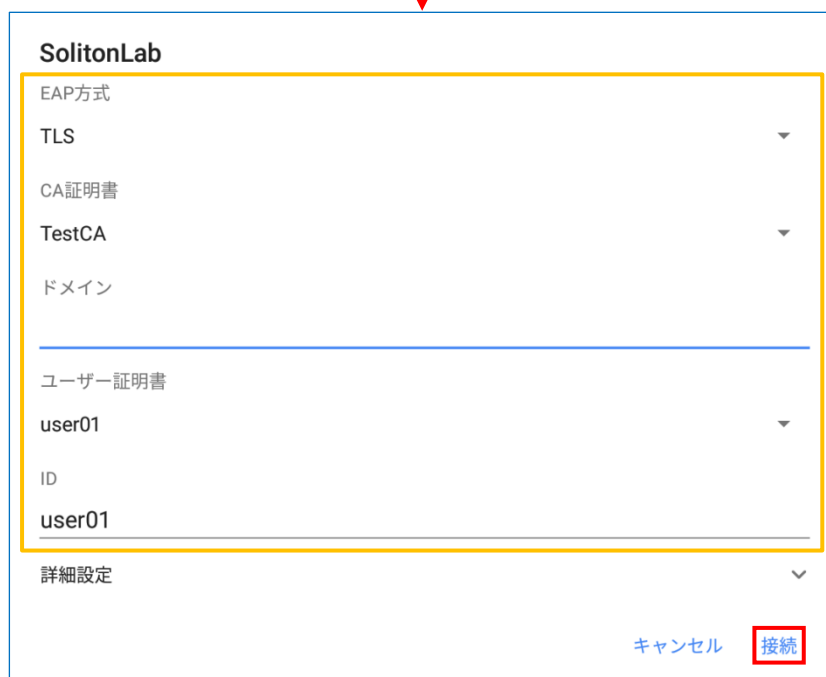 SolitonLab
EAP方式
TLS
CA証明書
TestCA
ドメイン
ユーザー証明書
user01
ID
user01
詳細設定
キャンセル 接続